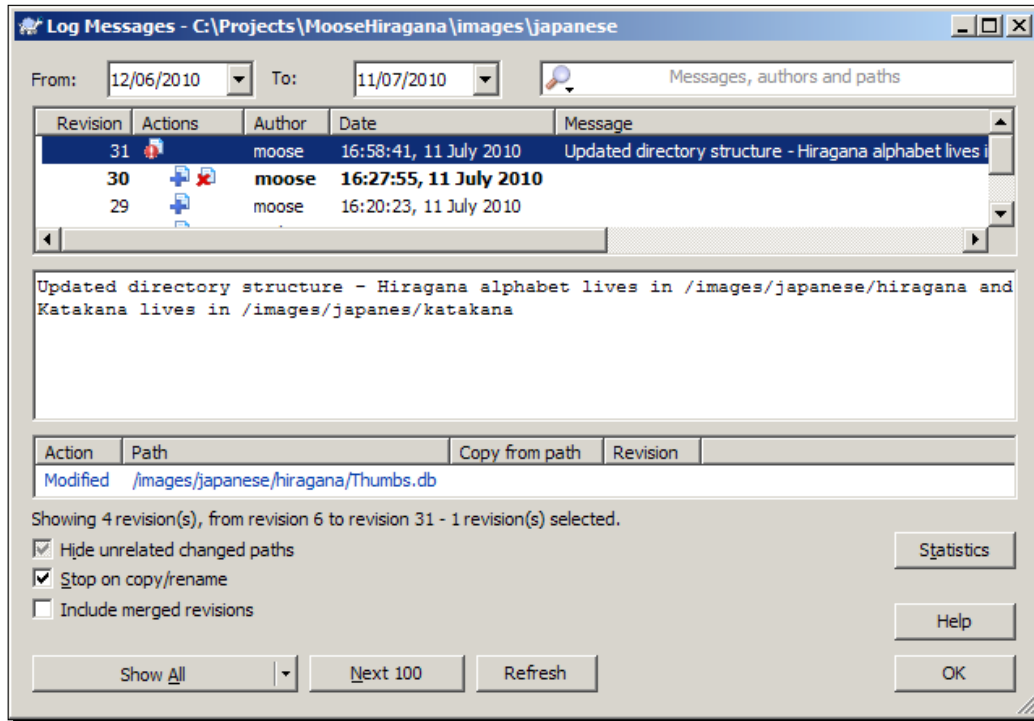 Log Messages - C:\Projects\MooseHiragana\images\japanese
From: 12/06/2010 To: 11/07/2010 Messages, authors and paths
Revision Actions Author Date Message
31 moose 16:58:41, 11 July 2010 Updated directory structure - Hiragana alphabet lives i
30 moose 16:27:55, 11 July 2010
29 moose 16:20:23, 11 July 2010
Updated directory structure - Hiragana alphabet lives in /images/japanese/hiragana and
Katakana lives in /images/japanes/katakana
Action Path Copy from path Revision
Modified /images/japanese/hiragana/Thumbs.db
Showing 4 revision(s), from revision 6 to revision 31 - 1 revision(s) selected.
Hide unrelated changed paths
Statistics
Stop on copy/rename
Include merged revisions
Help
Show All Next 100 Refresh OK